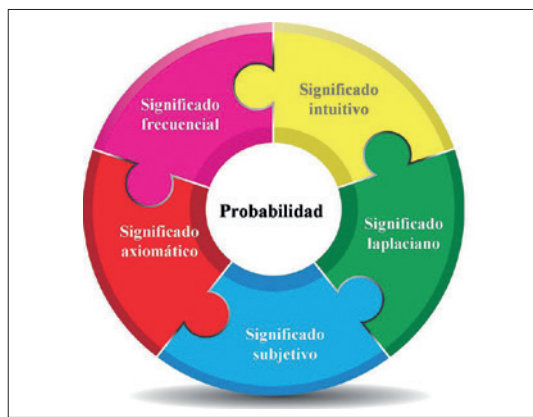 Significado
intuitivo
Significado
laplaciano
Significado
subjetivo
Significado
axiomático
Significado
frecuencial
Probabilidad